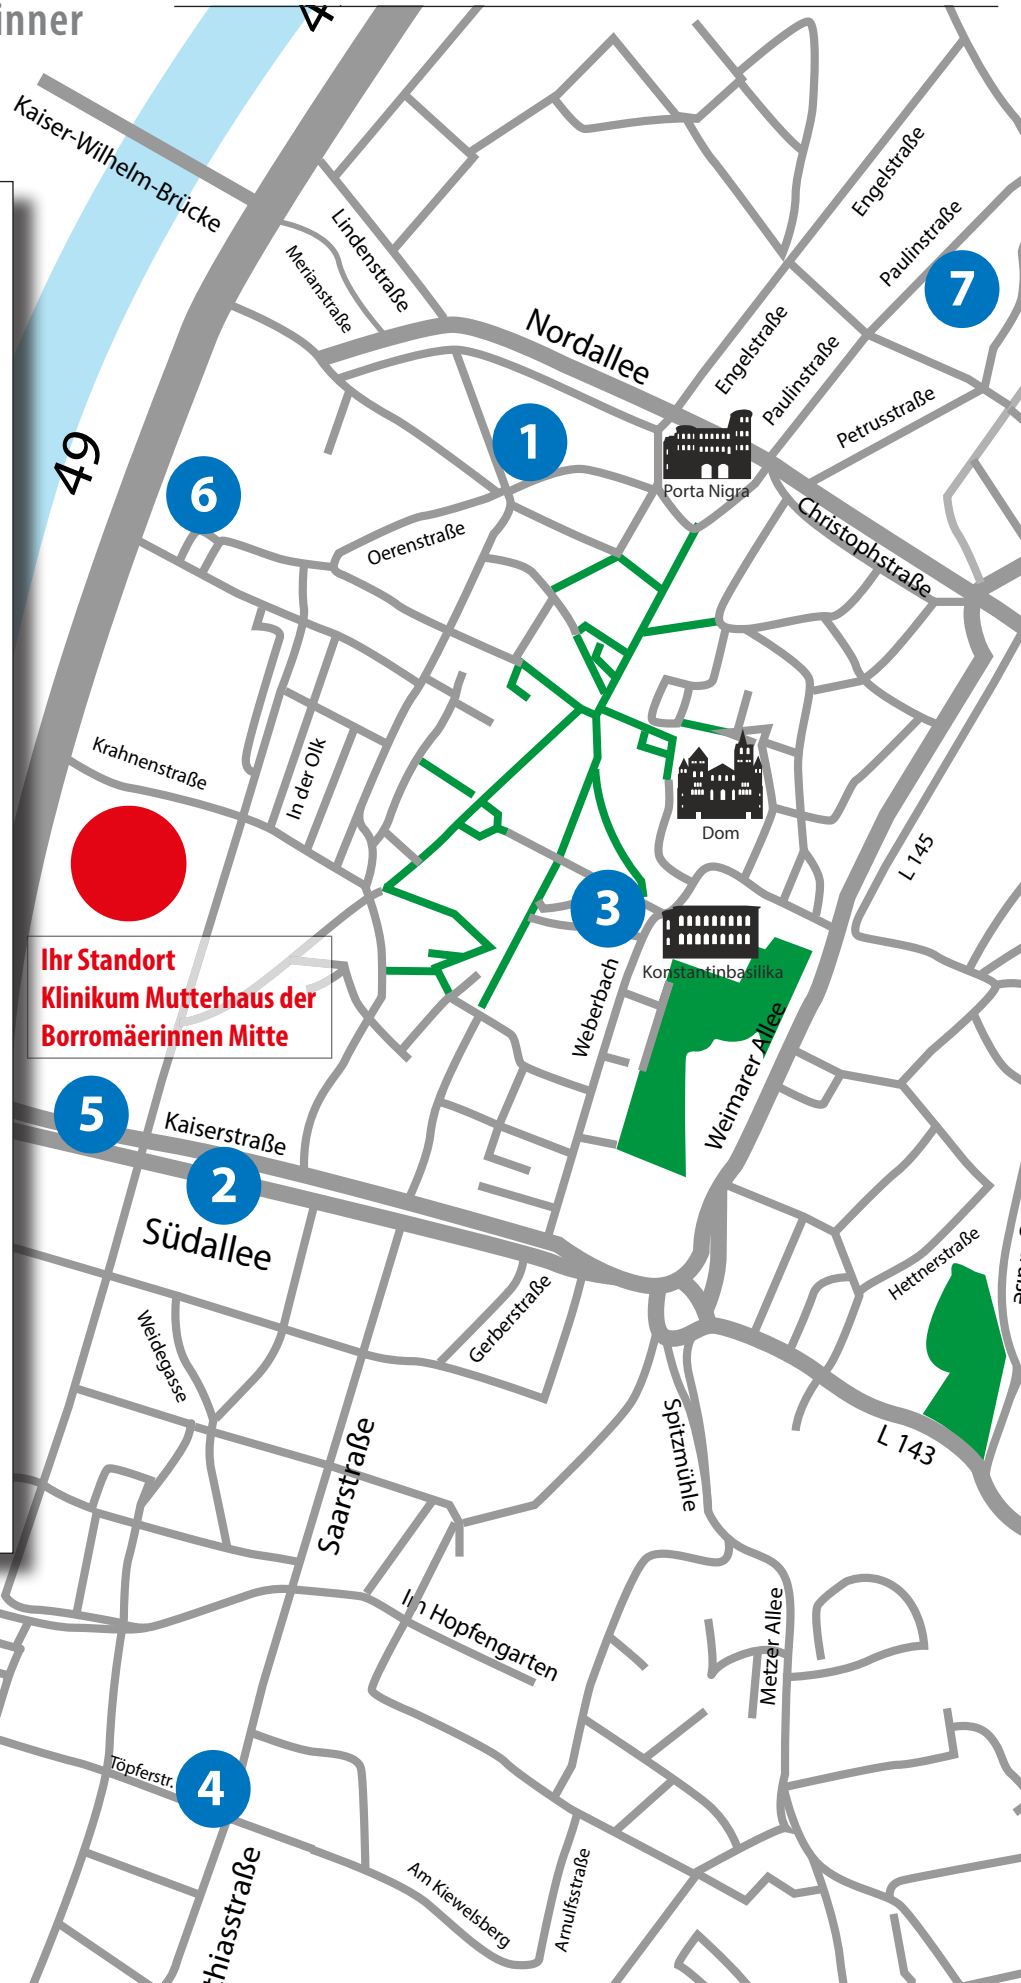 inner
49
Kaiser-Wilhelm-Brücke
Lindenstraße
Merianstraße
Engelstraße
Paulinstraße
7
Nordallee
Engelstraße
Paulinstraße
Petrusstraße
49
1
6
Porta Nigra
Oerenstraße
Christophstraße
Krahnenstraße
In der Olk
Dom
L 145
3
Ihr Standort
Klinikum Mutterhaus der
Borromäerinnen Mitte
Konstantinbasilika
Weberbach
Weimarer Allee
5
Kaiserstraße
2
Südallee
Hettnerstraße
Gerberstraße
Weidegasse
Spitzmühle
L 143
Saarstraße
Im Hopfengarten
Metzer Allee
Töpferstr.
4
thiasstraße
Am Kiewelsberg
Arnulfsstraße